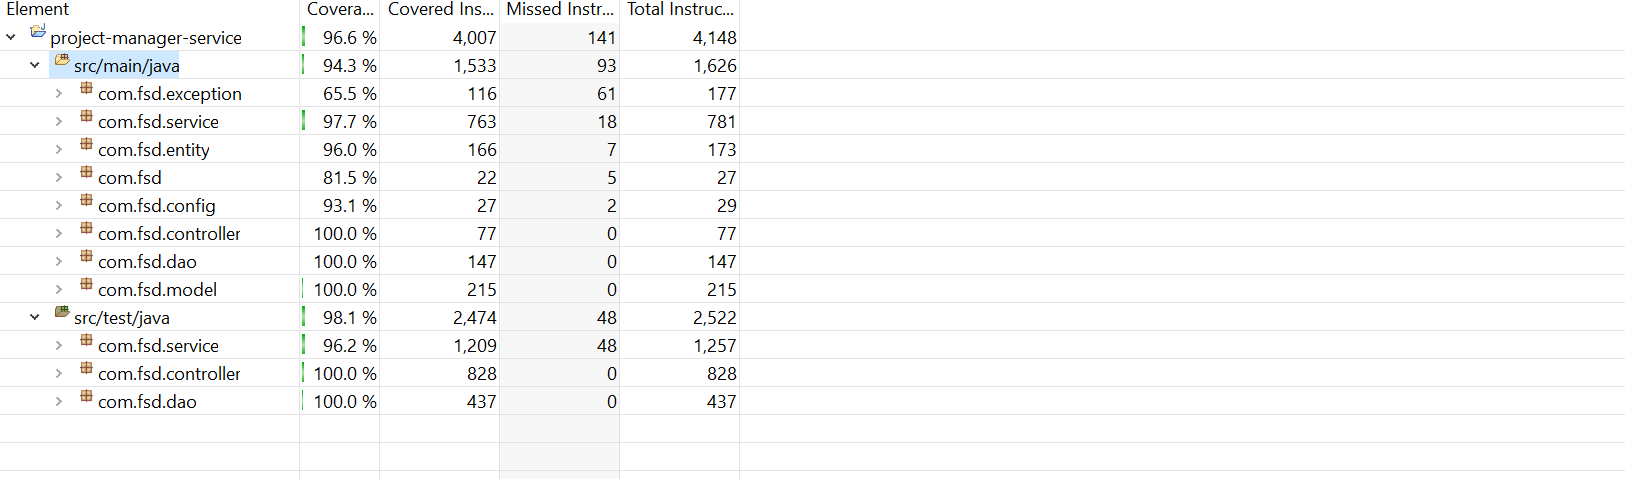 Element Covera... Covered Ins... Missed Instr... Total Instruc...
project-manager-service 96.6 % 4,007 141 4,148
src/main/java 94.3 % 1,533 93 1,626
com.fsd.exception 65.5 % 116 61 177
com.fsd.service 97.7 % 763 18 781
com.fsd.entity 96.0 % 166 7 173
com.fsd 81.5 % 22 5 27
com.fsd.config 93.1 % 27 2 29
com.fsd.controller 100.0 % 77 0 77
com.fsd.dao 100.0 % 147 0 147
com.fsd.model 100.0 % 215 0 215
src/test/java 98.1 % 2,474 48 2,522
com.fsd.service 96.2 % 1,209 48 1,257
com.fsd.controller 100.0 % 828 0 828
com.fsd.dao 100.0 % 437 0 437